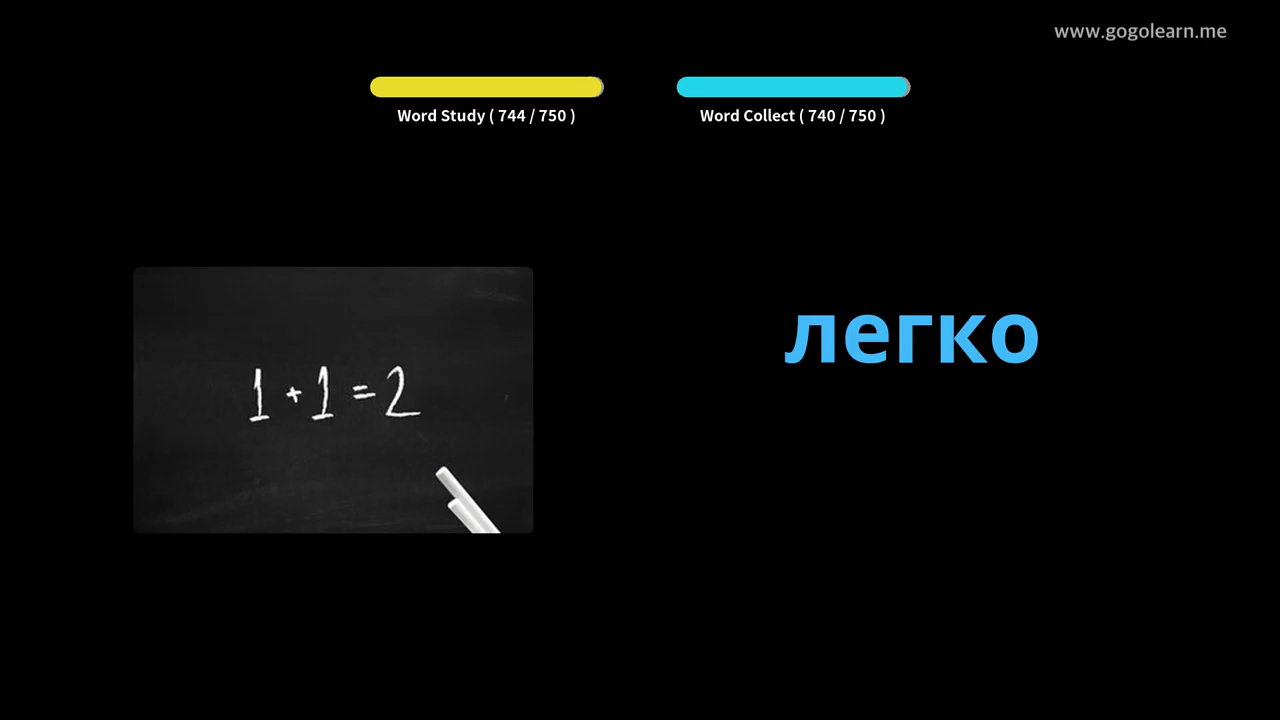 www.gogolearn.me
Word Study ( 744 / 750 )
Word Collect ( 740 / 750 )
легко
1 + 1 = 2